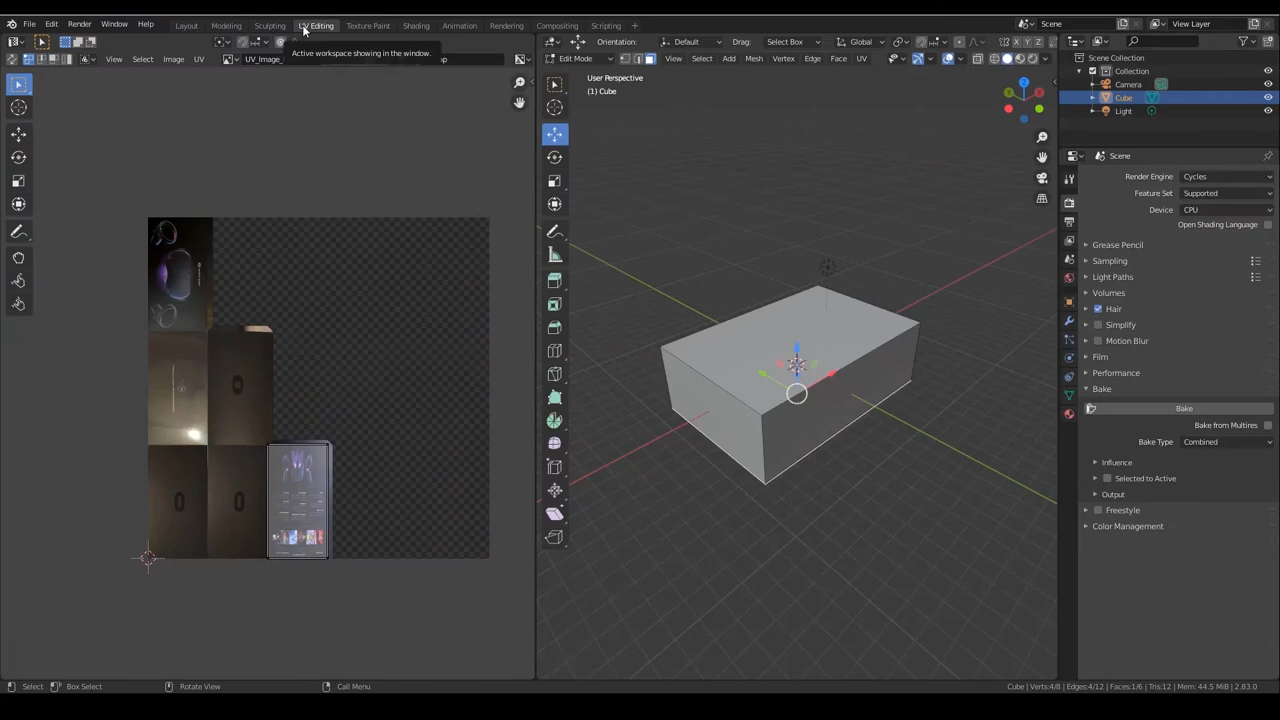 File Edit Render Window Help Layout Modeling Sculpting UV Editing Texture Paint Shading Animation Rendering Compositing Scripting + Scene View Layer
Orientation: Default Drag: Select Box Global X Y Z
Active workspace showing in the window.
View Select Image UV UV_Image_ Edit Mode View Select Add Mesh Vertex Edge Face UV
User Perspective
(1) Cube
Scene Collection
Collection
Camera
Cube
Light
Scene
Render Engine Cycles
Feature Set Supported
Device CPU
Open Shading Language
Grease Pencil
Sampling
Light Paths
Volumes
Hair
Simplify
Motion Blur
Film
Performance
Bake
Bake
Bake from Multires
Bake Type Combined
Influence
Selected to Active
Output
Freestyle
Color Management
Select Box Select Rotate View Call Menu Cube | Verts:4/8 | Edges:4/12 | Faces:1/6 | Tris:12 | Mem: 44.5 MiB | 2.83.0